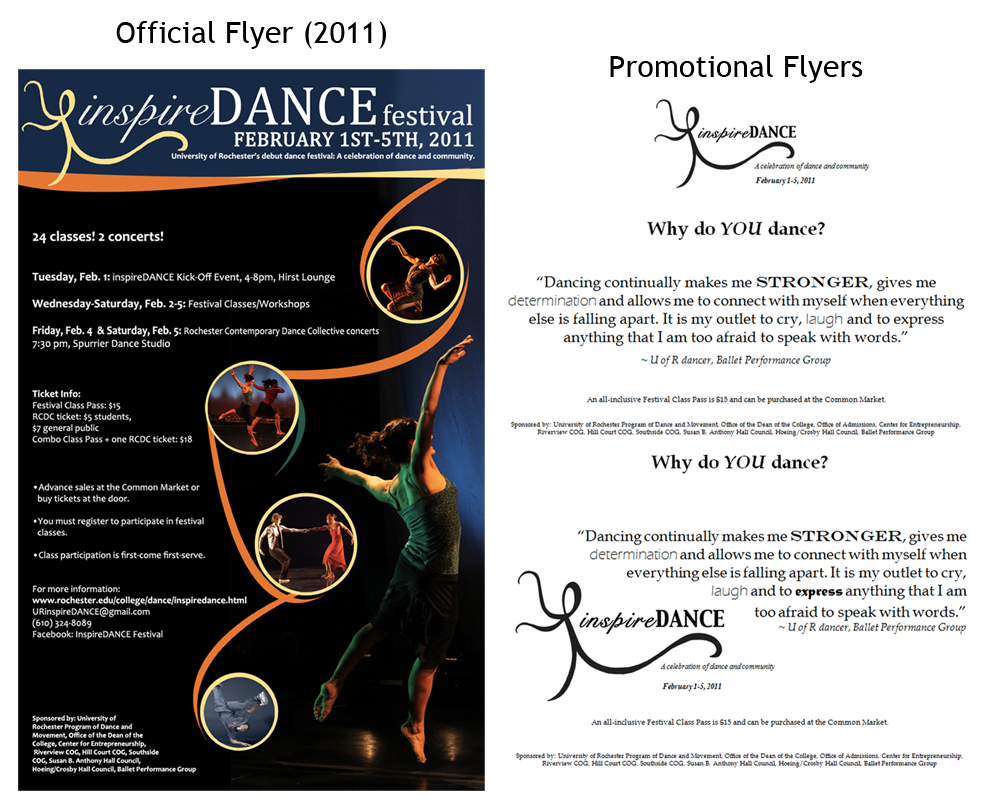 Official Flyer (2011)
inspireDANCE festival
FEBRUARY 1ST-5TH, 2011
University of Rochester's debut dance festival: A celebration of dance and community.
24 classes! 2 concerts!
Tuesday, Feb. 1: inspireDANCE Kick-Off Event, 4-8pm, Hirst Lounge
Wednesday-Saturday, Feb. 2-5: Festival Classes/Workshops
Friday, Feb. 4 & Saturday, Feb. 5: Rochester Contemporary Dance Collective concerts
7:30 pm, Spurrier Dance Studio
Ticket Info:
Festival Class Pass: $15
RCDC ticket: $5 students,
$7 general public
Combo Class Pass + one RCDC ticket: $18
•Advance sales at the Common Market or
buy tickets at the door.
•You must register to participate in festival
classes.
•Class participation is first-come first-serve.
For more information:
www.rochester.edu/college/dance/inspiredance.html
URinspireDANCE@gmail.com
(610) 324-8089
Facebook: InspireDANCE Festival
Sponsored by: University of
Rochester Program of Dance and
Movement, Office of the Dean of the
College, Center for Entrepreneurship,
Riverview COG, Hill Court COG, Southside
COG, Susan B. Anthony Hall Council,
Hoeing/Crosby Hall Council, Ballet Performance Group
Promotional Flyers
inspireDANCE
A celebration of dance and community
February 1-5, 2011
Why do YOU dance?
“Dancing continually makes me STRONGER, gives me
determination and allows me to connect with myself when everything
else is falling apart. It is my outlet to cry, laugh and to express
anything that I am too afraid to speak with words.”
~ U of R dancer, Ballet Performance Group
An all-inclusive Festival Class Pass is $15 and can be purchased at the Common Market.
Sponsored by: University of Rochester Program of Dance and Movement, Office of the Dean of the College, Office of Admissions, Center for Entrepreneurship,
Riverview COG, Hill Court COG, Southside COG, Susan B. Anthony Hall Council, Hoeing/Crosby Hall Council, Ballet Performance Group
Why do YOU dance?
“Dancing continually makes me STRONGER, gives me
determination and allows me to connect with myself when
everything else is falling apart. It is my outlet to cry,
laugh and to express anything that I am
too afraid to speak with words.”
~ U of R dancer, Ballet Performance Group
inspireDANCE
A celebration of dance and community
February 1-5, 2011
An all-inclusive Festival Class Pass is $15 and can be purchased at the Common Market.
Sponsored by: University of Rochester Program of Dance and Movement, Office of the Dean of the College, Office of Admissions, Center for Entrepreneurship,
Riverview COG, Hill Court COG, Southside COG, Susan B. Anthony Hall Council, Hoeing/Crosby Hall Council, Ballet Performance Group